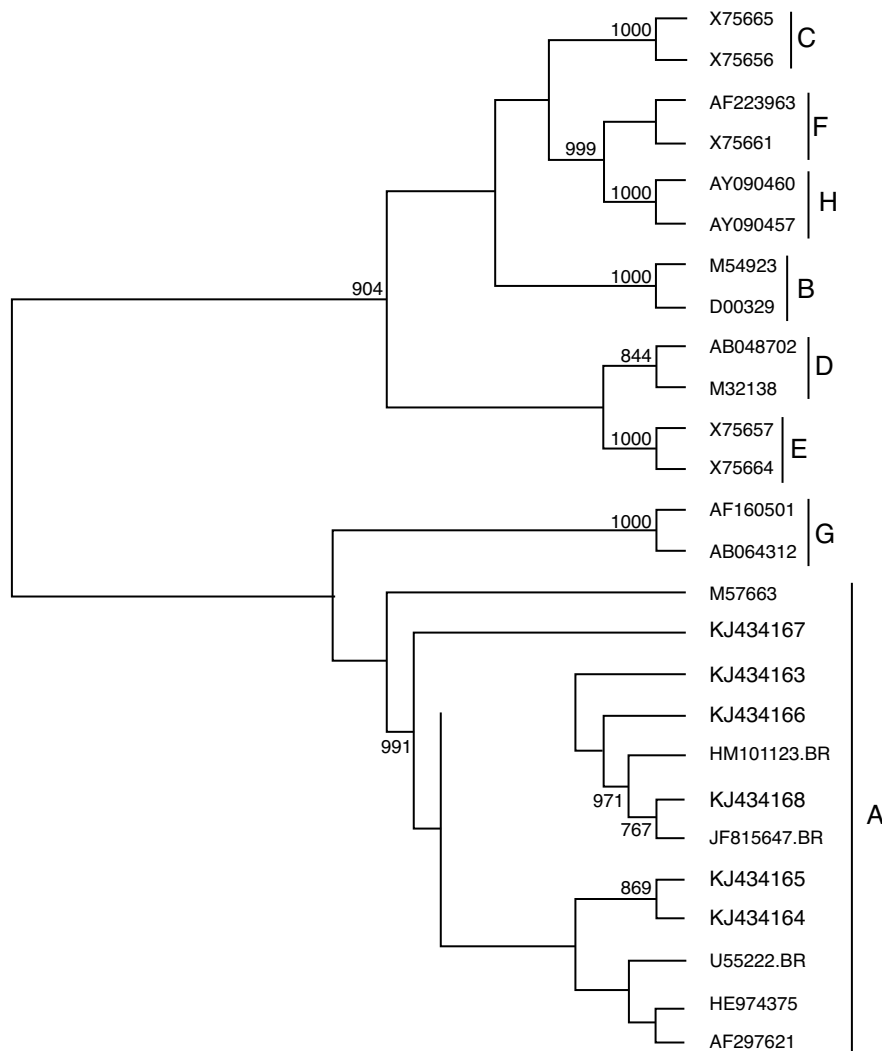 1000
X75665
X75656
C
AF223963
X75661
F
999
AY090460
1000
AY090457
H
M54923
1000
D00329
B
904
AB048702
844
M32138
D
X75657
1000
X75664
E
AF160501
1000
AB064312
G
M57663
KJ434167
KJ434163
KJ434166
991
HM101123.BR
971
KJ434168
767
JF815647.BR
A
KJ434165
869
KJ434164
U55222.BR
HE974375
AF297621